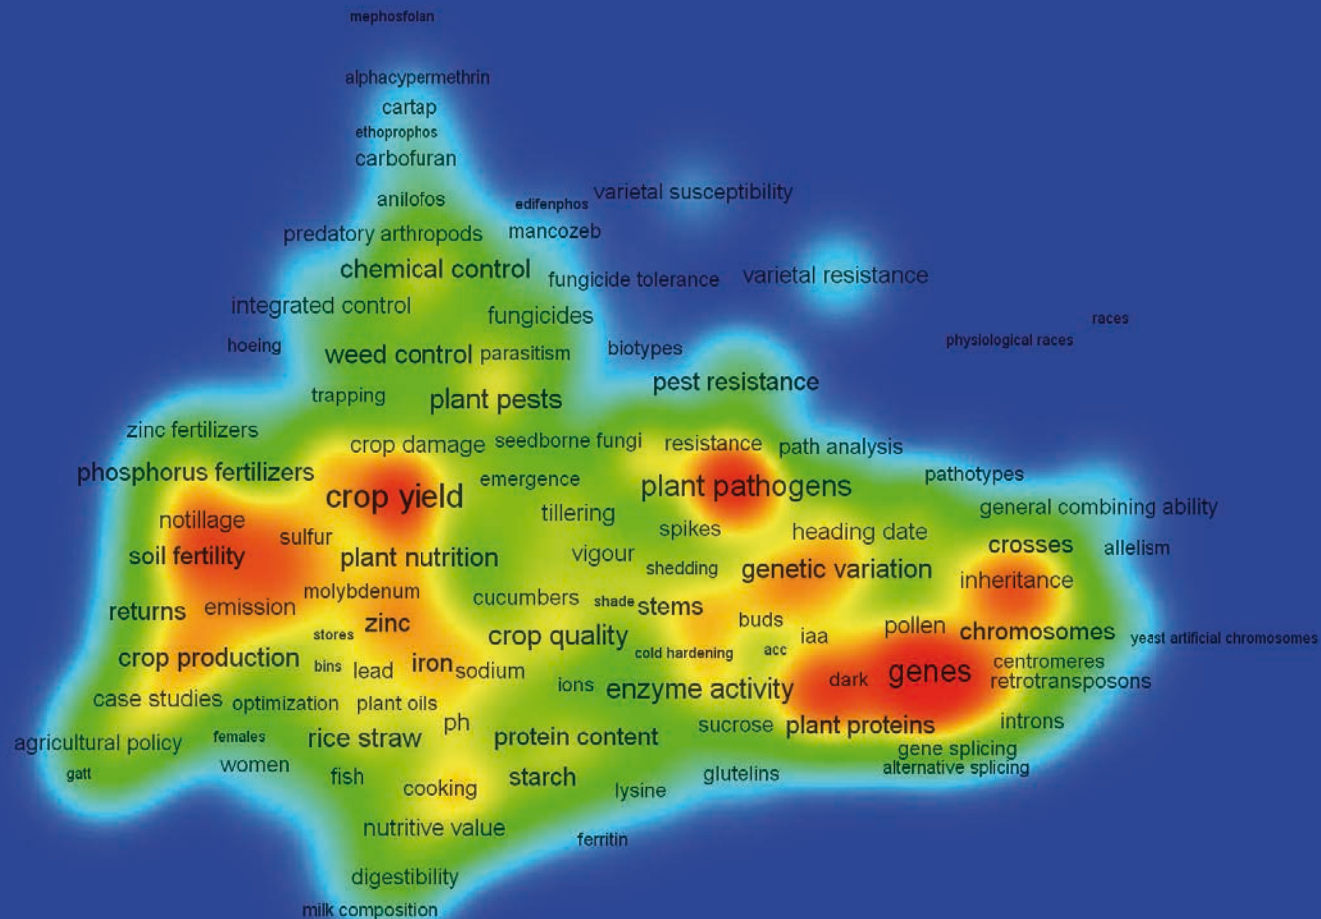 mephosfolan
alphacypermethrin
cartap
ethoprophos
carbofuran
anilofos
edifenphos
varietal susceptibility
predatory arthropods
mancozeb
chemical control
fungicide tolerance
varietal resistance
integrated control
fungicides
races
physiological races
hoeing
weed control
parasitism
biotypes
pest resistance
trapping
plant pests
zinc fertilizers
crop damage
seedborne fungi
resistance
path analysis
phosphorus fertilizers
crop yield
emergence
plant pathogens
pathotypes
notillage
tillering
general combining ability
sulfur
spikes
heading date
soil fertility
plant nutrition
vigour
crosses
allelism
shedding
genetic variation
inheritance
molybdenum
cucumbers
shade
stems
returns
emission
zinc
stores
crop quality
buds
iaa
pollen
chromosomes
yeast artificial chromosomes
crop production
bins
lead
iron
sodium
cold hardening
acc
genes
centromeres
ions
enzyme activity
dark
retrotransposons
case studies
optimization
plant oils
ph
sucrose
plant proteins
introns
agricultural policy
females
rice straw
protein content
gene splicing
gatt
women
fish
cooking
starch
lysine
glutelins
alternative splicing
nutritive value
ferritin
digestibility
milk composition